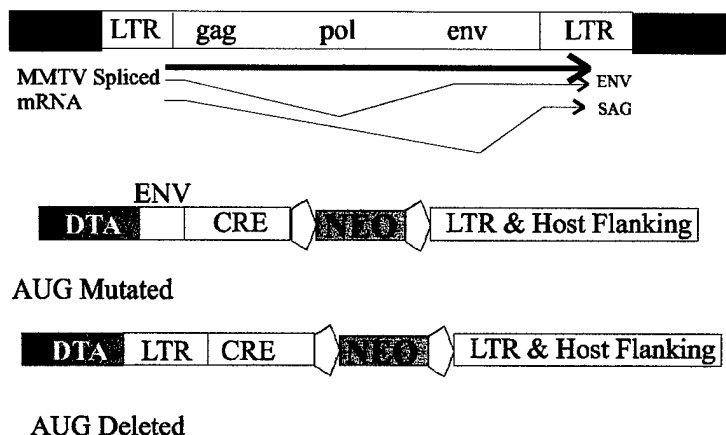 LTR gag pol env LTR
MMTV Spliced
mRNA
ENV
SAG
ENV
DTA CRE NEO LTR & Host Flanking
AUG Mutated
DTA LTR CRE NEO LTR & Host Flanking
AUG Deleted